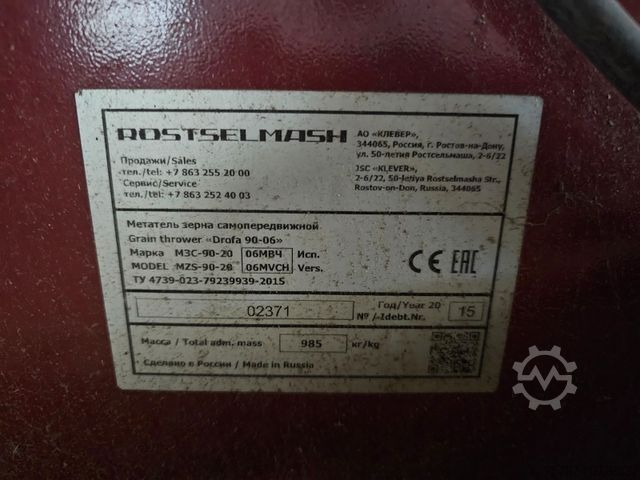 ROSTSELMASH
АО «КЛЕВЕР»,
344065, Россия, г. Ростов-на-Дону,
ул. 50-летия Ростсельмаша, 2-6/22
JSC «KLEVER»,
2-6/22, 50-letiya Rostselmasha Str.,
Rostov-on-Don, Russia, 344065
Продажи/Sales
тел./tel: +7 863 255 20 00
Сервис/Service
тел./tel: +7 863 252 40 03
Метатель зерна самопередвижной
Grain thrower «Drofa 90-06»
Марка МЗС-90-20 06МВЧ Исп.
MODEL MZS-90-20 06MVCH Vers.
ТУ 4739-023-79239939-2015
CE EAC
02371 Год/Year 20 15
№ /-Idebt.Nr.
Масса / Total adm. mass 985 кг/kg
Сделано в России / Made in Russia